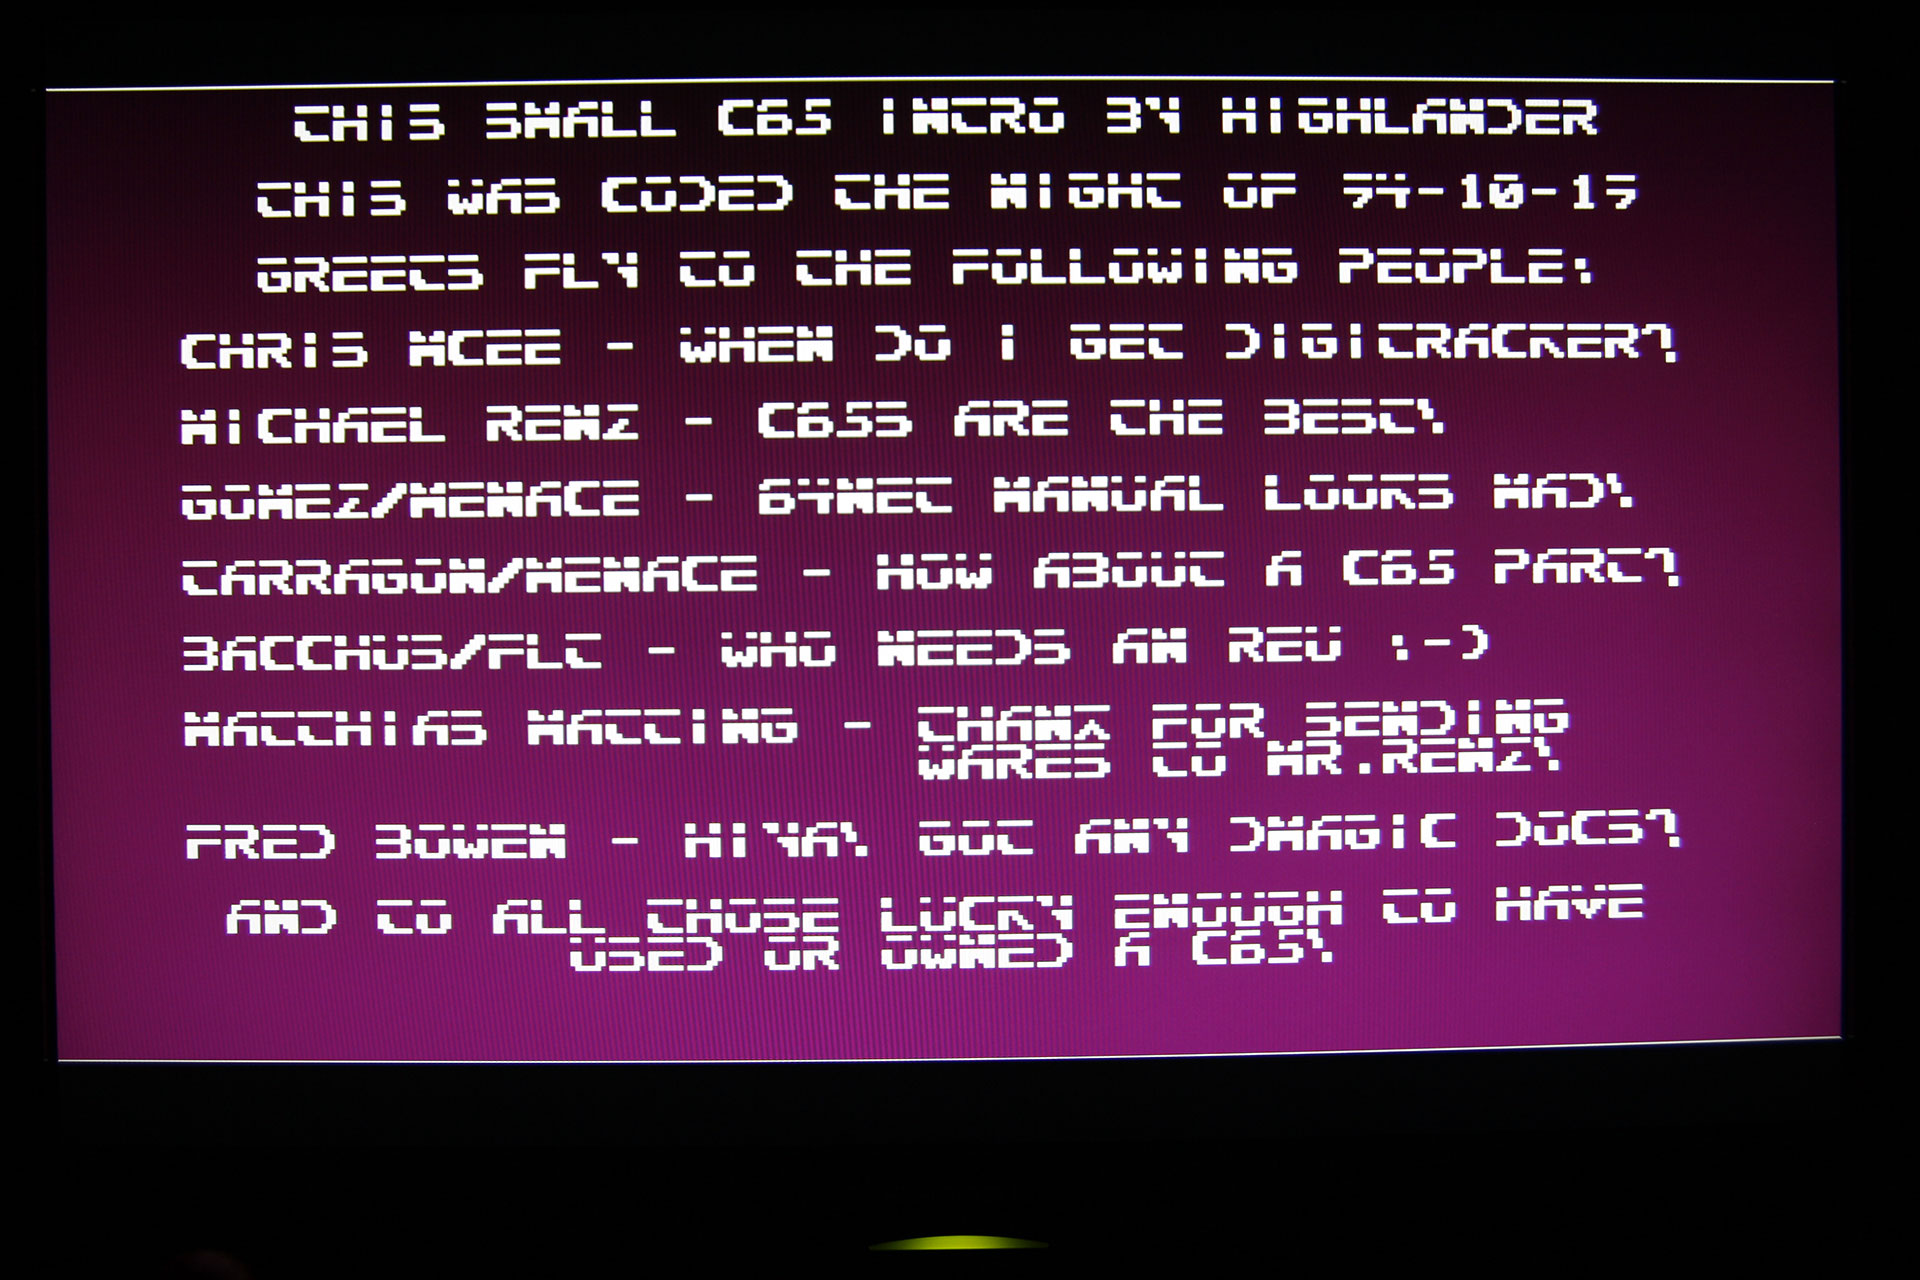 THIS SMALL C65 INTRO BY HIGHLANDER
THIS WAS CODED THE NIGHT OF 94-10-19
GREETS FLY TO THE FOLLOWING PEOPLE:
CHRIS MCEE - WHEN DO I GET DIGITRACKER?
MICHAEL RENZ - C65S ARE THE BEST!
GOMEZ/MENACE - 64NET MANUAL LOOKS MAD!
TARRAGON/MENACE - HOW ABOUT A C65 PART?
BACCHUS/FLT - WHO NEEDS AN REU :-)
MATTHIAS MATTING - THANX FOR SENDING
WARES TO MR.RENZ!
FRED BOWEN - HIYA! GOT ANY DMAGIC DOCS?
AND TO ALL THOSE LUCKY ENOUGH TO HAVE
USED OR OWNED A C65!